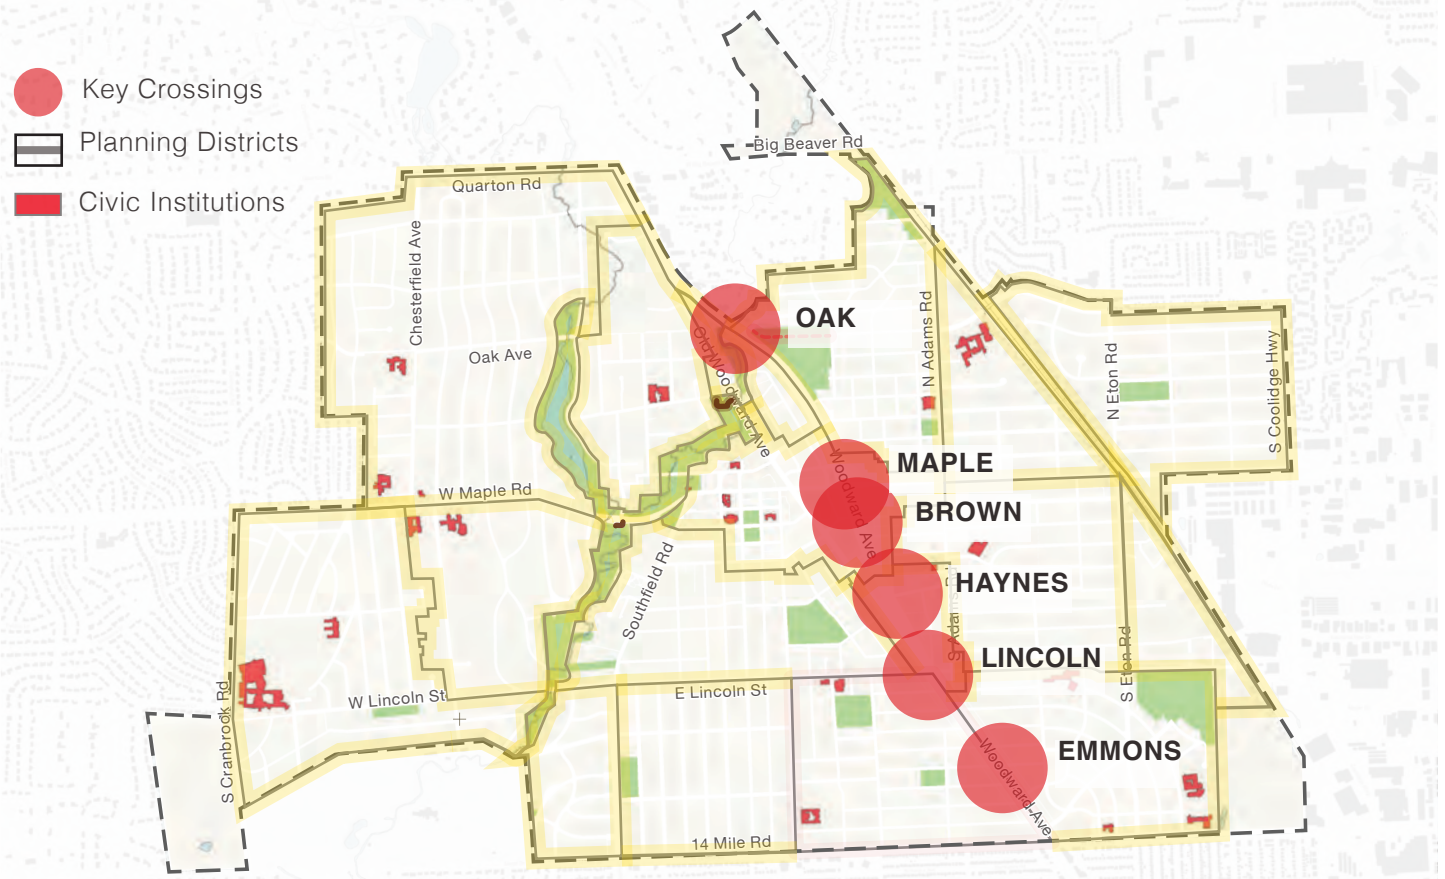 Key Crossings
Planning Districts
Civic Institutions
Big Beaver Rd
Quarton Rd
Chesterfield Ave
Oak Ave
Old Woodward Ave
OAK
N Adams Rd
N Eton Rd
S Coolidge Hwy
MAPLE
W Maple Rd
Woodward Ave
BROWN
HAYNES
Southfield Rd
S Adams Rd
LINCOLN
S Eton Rd
W Lincoln St
E Lincoln St
S Cranbrook Rd
EMMONS
Woodward Ave
14 Mile Rd